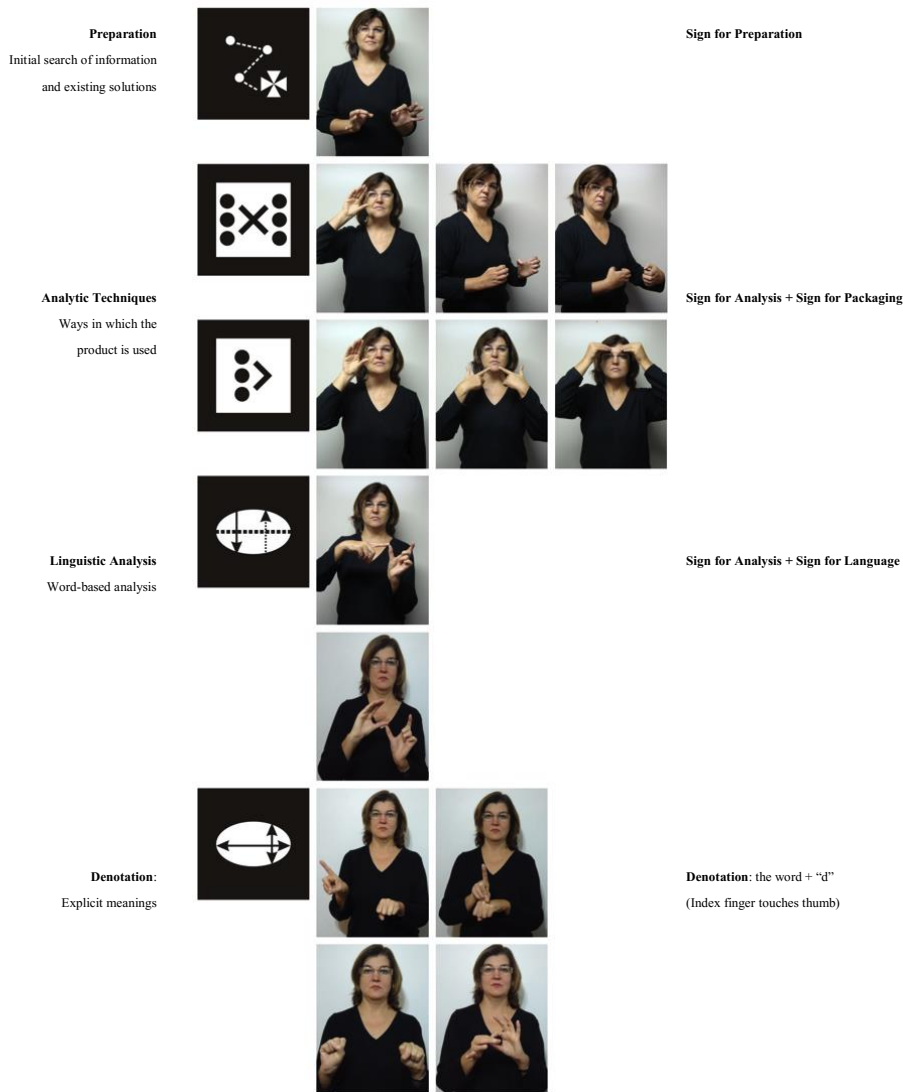 Preparation
Initial search of information
and existing solutions
Sign for Preparation
Analytic Techniques
Ways in which the
product is used
Sign for Analysis + Sign for Packaging
Linguistic Analysis
Word-based analysis
Sign for Analysis + Sign for Language
Denotation:
Explicit meanings
Denotation: the word + “d”
(Index finger touches thumb)